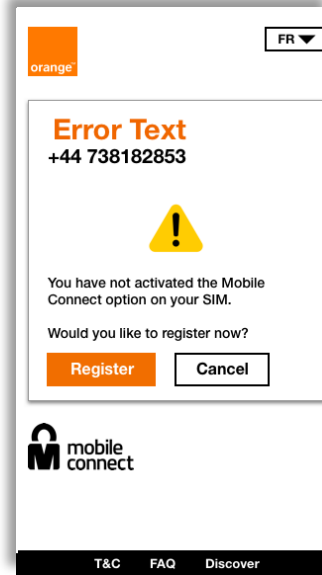 orange™
FR
Error Text
+44 738182853
You have not activated the Mobile
Connect option on your SIM.
Would you like to register now?
Register
Cancel
mobile
connect
T&C
FAQ
Discover